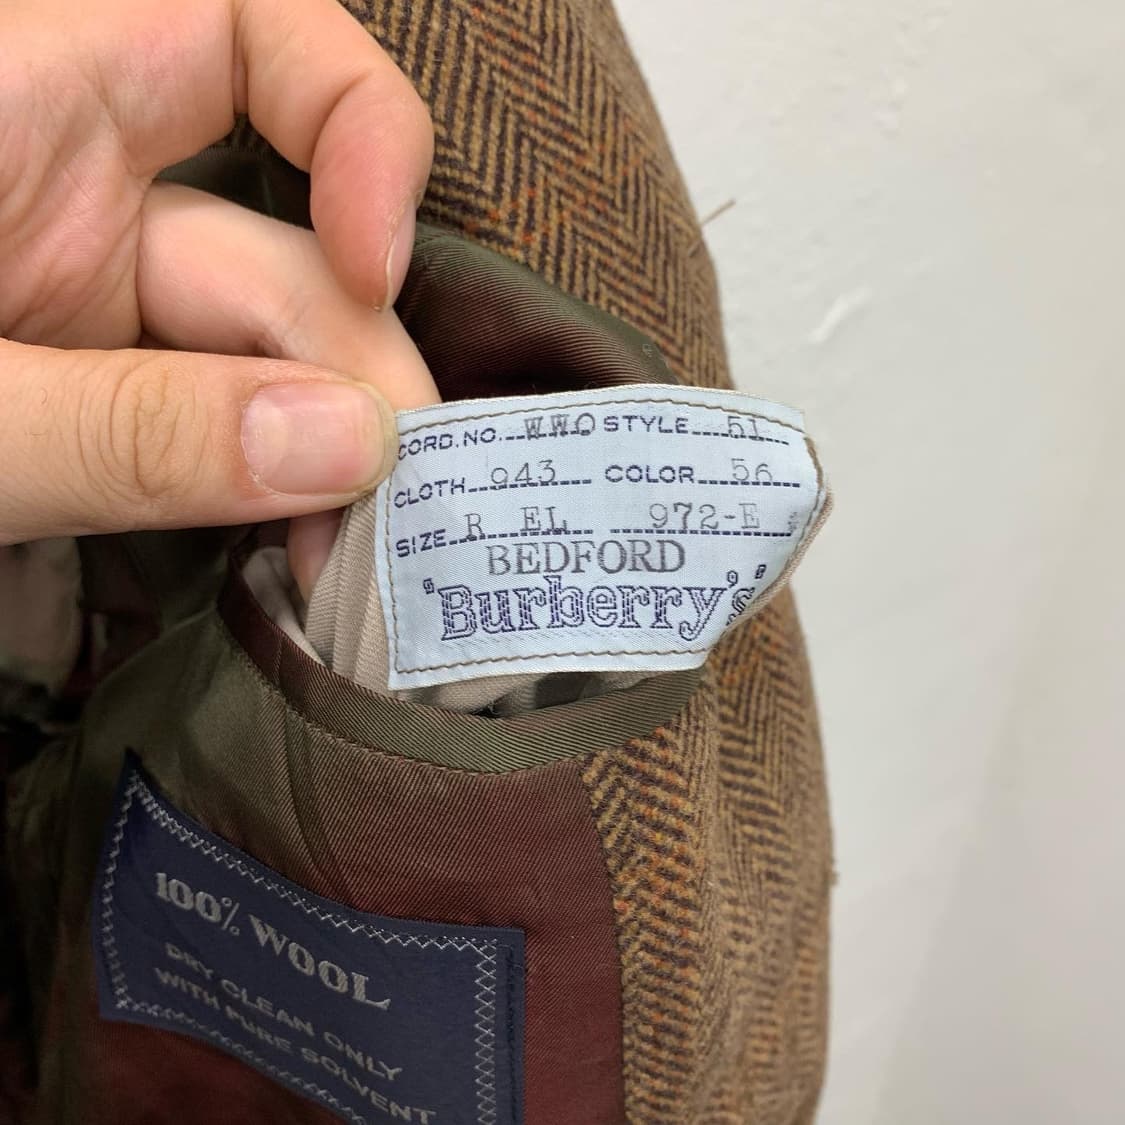 CORD.NO. WWO STYLE 51
CLOTH 943 COLOR 56
SIZE R EL 972-E
BEDFORD
"Burberry's"
100% WOOL
DRY CLEAN ONLY
WITH PURE SOLVENT